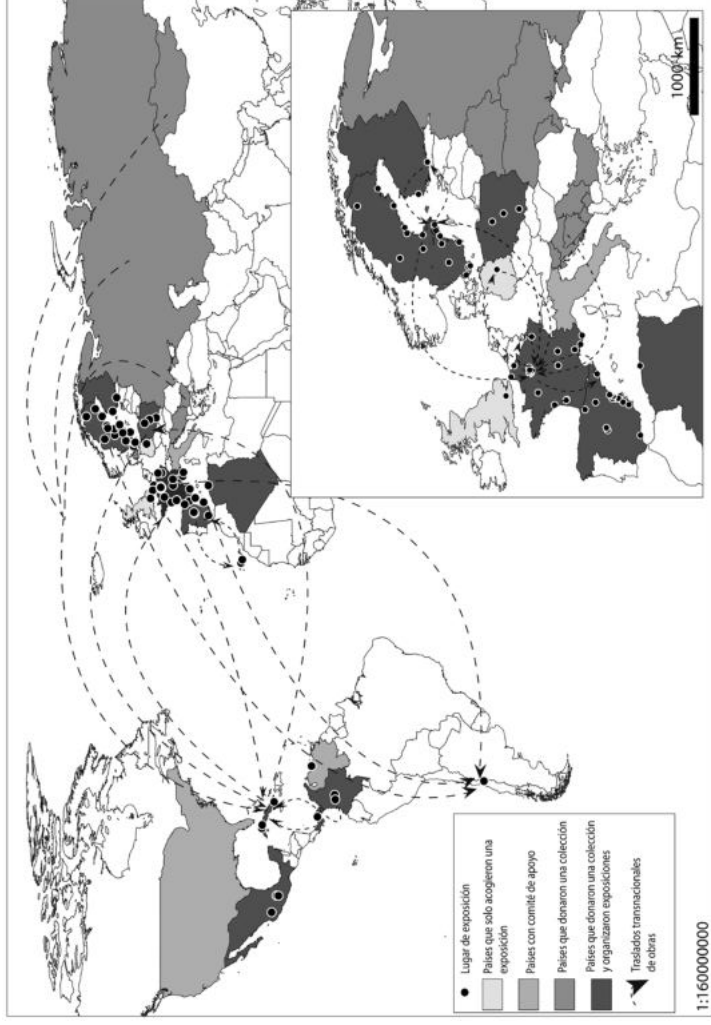 1000 km
Lugar de exposición
Países que solo acogieron una
exposición
Países con comité de apoyo
Países que donaron una colección
Países que donaron una colección
y organizaron exposiciones
Traslados transnacionales
de obras
1:160000000